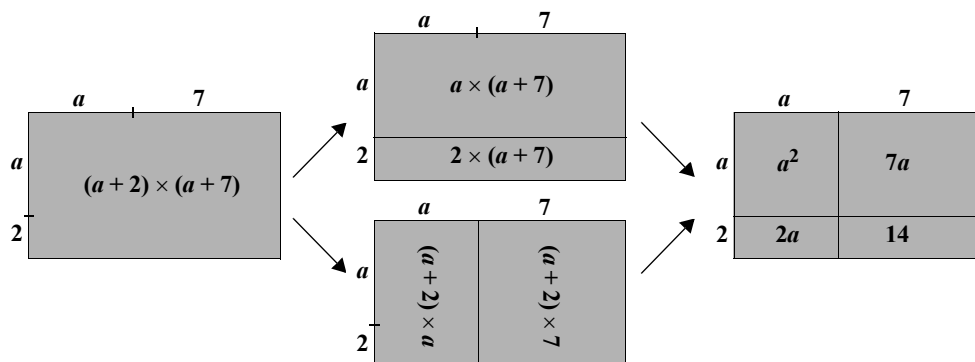 a 7
a
2
(a + 2) × (a + 7)
a 7
a
2
a × (a + 7)
2 × (a + 7)
a 7
a
2
(a + 2) × a
(a + 2) × 7
a 7
a
2
a² 7a
2a 14